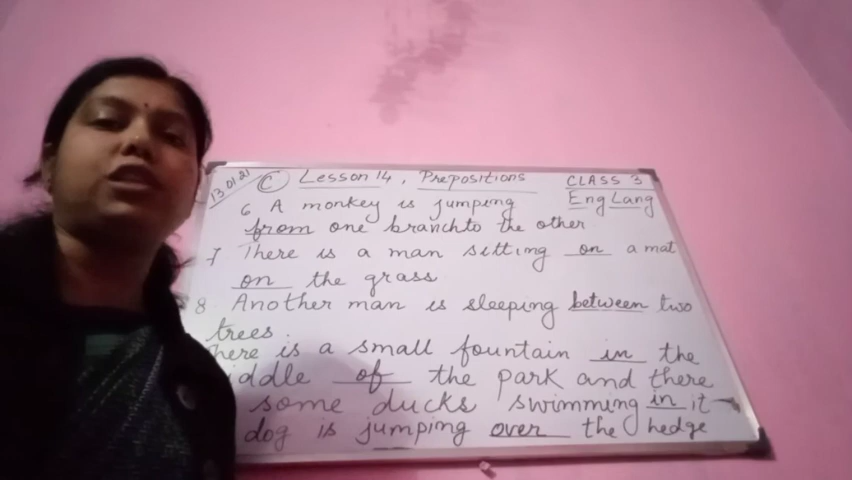 13.01.21 C Lesson 14, Prepositions CLASS 3
Eng Lang
6 A monkey is jumping
from one branch to the other
7 There is a man sitting on a mat
on the grass
8 Another man is sleeping between two
trees.
here is a small fountain in the
iddle of the park and there
some ducks swimming in it
dog is jumping over the hedge